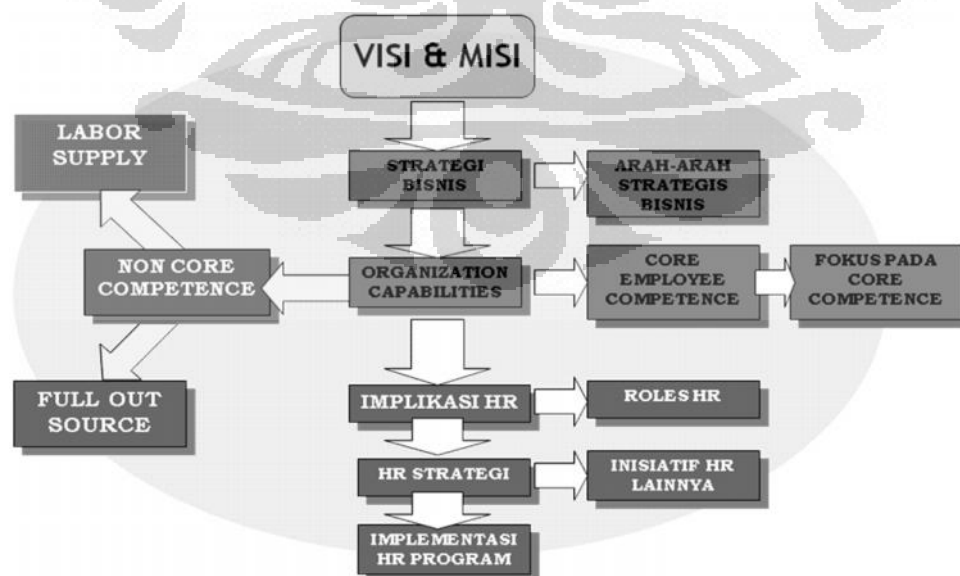 VISI & MISI
LABOR
SUPPLY
STRATEGI
BISNIS
ARAH-ARAH
STRATEGIS
BISNIS
NON CORE
COMPETENCE
ORGANIZATION
CAPABILITIES
CORE
EMPLOYEE
COMPETENCE
FOKUS PADA
CORE
COMPETENCE
FULL OUT
SOURCE
IMPLIKASI HR
ROLES HR
HR STRATEGI
INISIATIF HR
LAINNYA
IMPLEMENTASI
HR PROGRAM